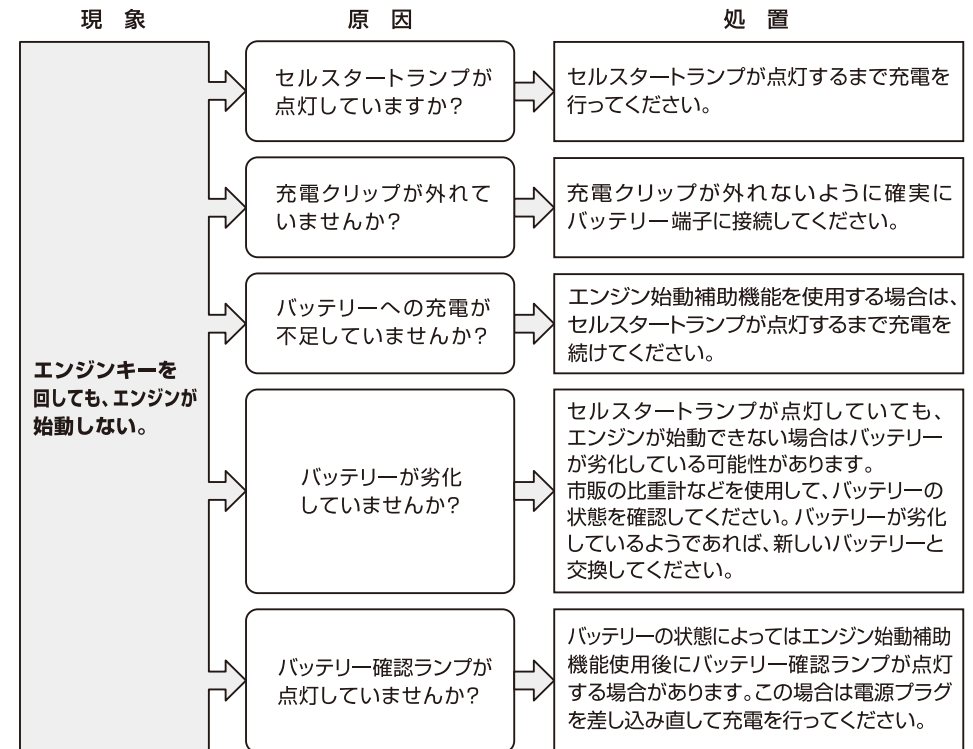 現　象
原　因
処　置
エンジンキーを
回しても、エンジンが
始動しない。
セルスタートランプが
点灯していますか？
セルスタートランプが点灯するまで充電を
行ってください。
充電クリップが外れて
いませんか？
充電クリップが外れないように確実に
バッテリー端子に接続してください。
バッテリーへの充電が
不足していませんか？
エンジン始動補助機能を使用する場合は、
セルスタートランプが点灯するまで充電を
続けてください。
バッテリーが劣化
していませんか？
セルスタートランプが点灯していても、
エンジンが始動できない場合はバッテリー
が劣化している可能性があります。
市販の比重計などを使用して、バッテリーの
状態を確認してください。バッテリーが劣化
しているようであれば、新しいバッテリーと
交換してください。
バッテリー確認ランプが
点灯していませんか？
バッテリーの状態によってはエンジン始動補助
機能使用後にバッテリー確認ランプが点灯
する場合があります。この場合は電源プラグ
を差し込み直して充電を行ってください。